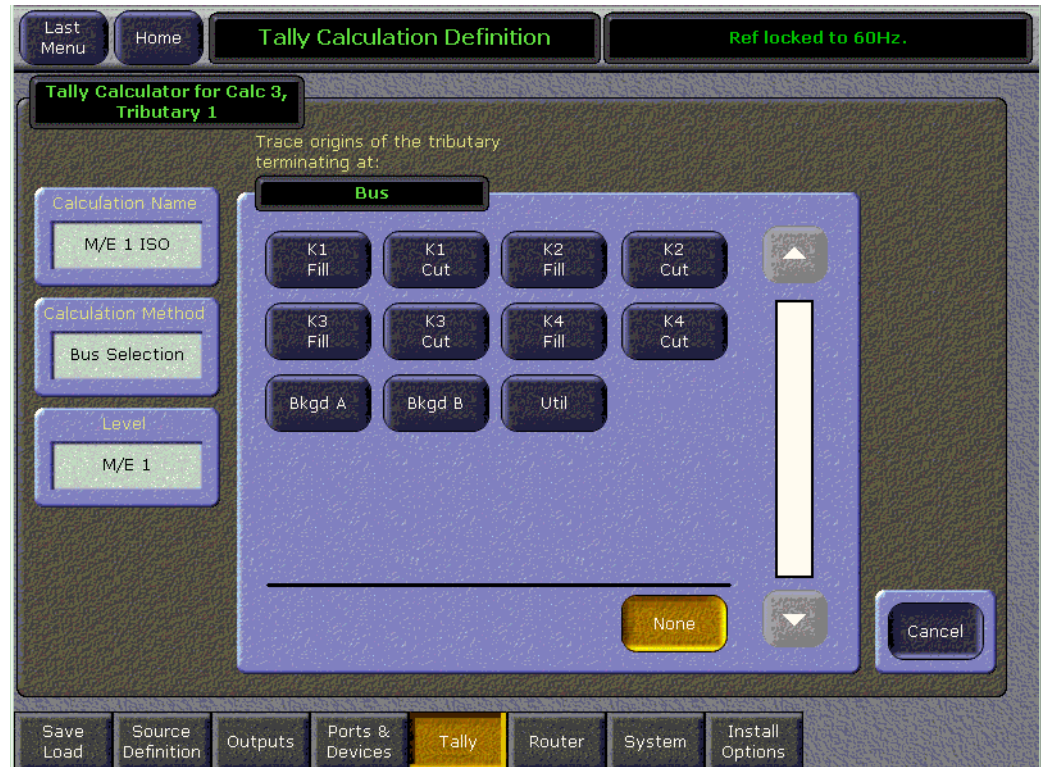 Last
Menu
Home
Tally Calculation Definition
Ref locked to 60Hz.
Tally Calculator for Calc 3,
Tributary 1
Trace origins of the tributary
terminating at:
Bus
Calculation Name
M/E 1 ISO
Calculation Method
Bus Selection
Level
M/E 1
K1
Fill
K1
Cut
K2
Fill
K2
Cut
K3
Fill
K3
Cut
K4
Fill
K4
Cut
Bkgd A
Bkgd B
Util
None
Cancel
Save
Load
Source
Definition
Outputs
Ports &
Devices
Tally
Router
System
Install
Options